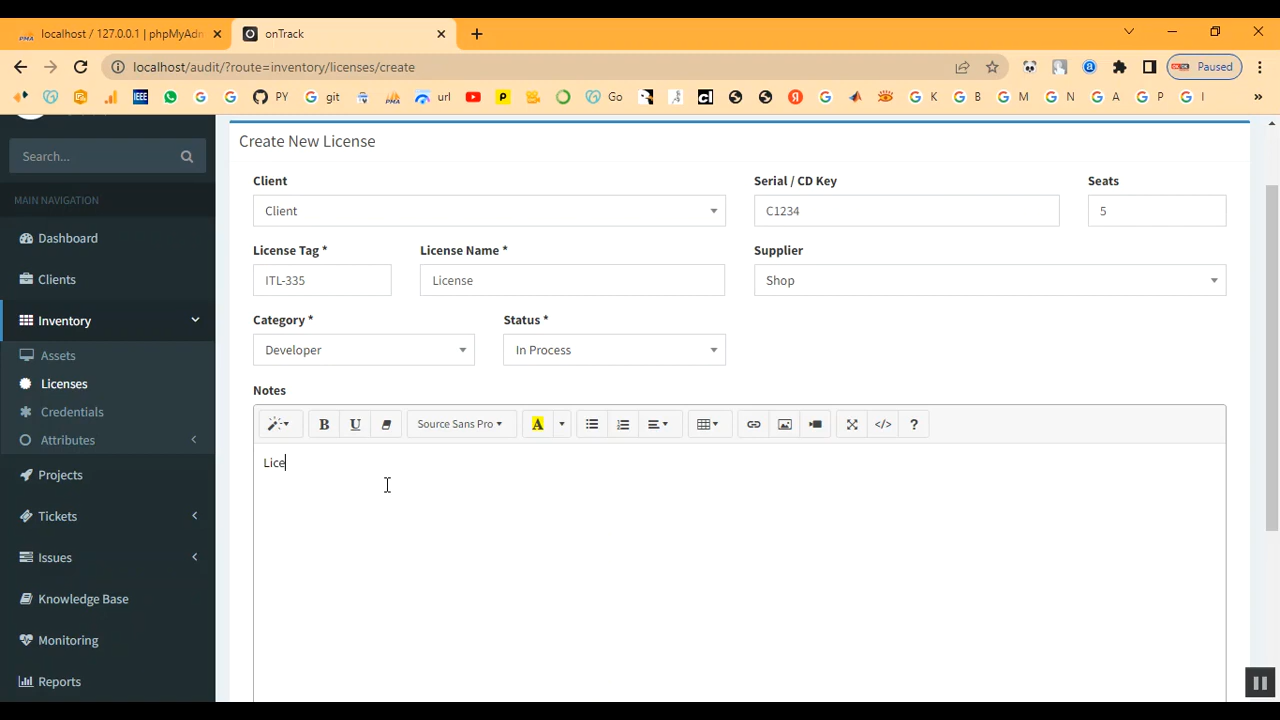 localhost / 127.0.0.1 | phpMyAdn
onTrack
localhost/audit/?route=inventory/licenses/create
Paused
PY
git
url
Go
K
B
M
N
A
P
I
Search...
MAIN NAVIGATION
Dashboard
Clients
Inventory
Assets
Licenses
Credentials
Attributes
Projects
Tickets
Issues
Knowledge Base
Monitoring
Reports
Create New License
Client
Serial / CD Key
Seats
Client
C1234
5
License Tag *
License Name *
Supplier
ITL-335
License
Shop
Category *
Status *
Developer
In Process
Notes
B U Source Sans Pro A </> ?
Lice